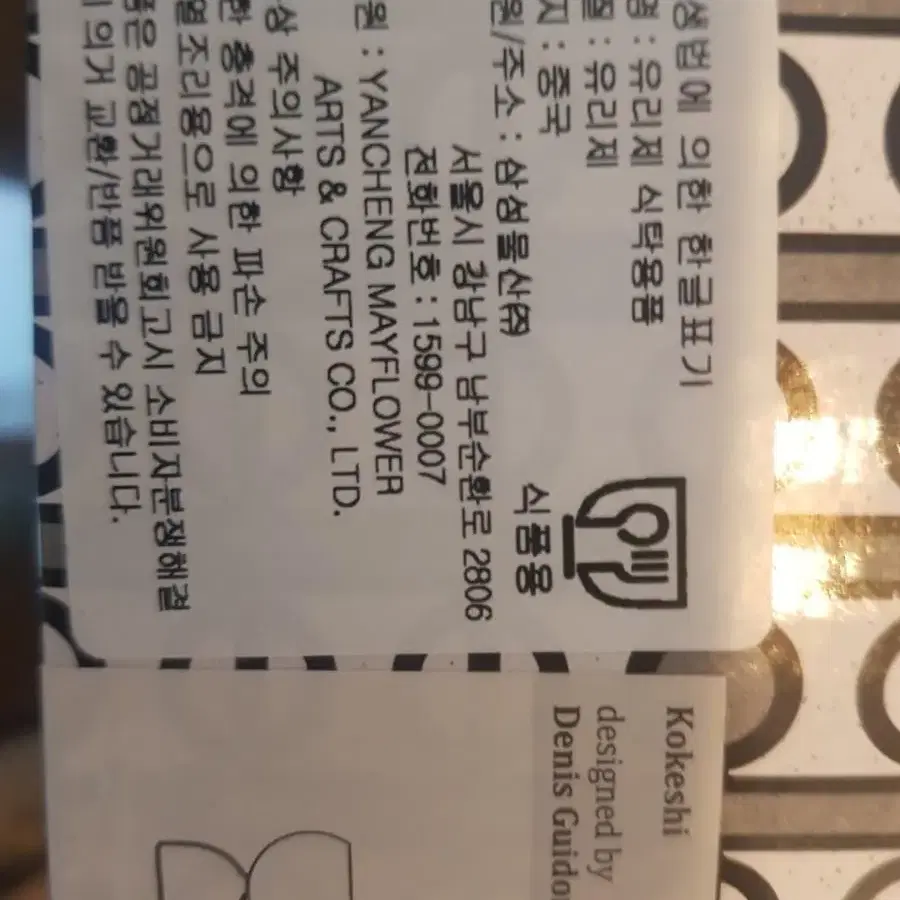 생법에 의한 한글표기
명 : 유리제 식탁용품
질 : 유리제
지 : 중국
원/주소 : 삼성물산㈜
서울시 강남구 남부순환로 2806
전화번호 : 1599-0007
원 : YANCHENG MAYFLOWER
ARTS & CRAFTS CO., LTD.
상 주의사항
한 충격에 의한 파손 주의
열조리용으로 사용 금지
품은 공정거래위원회고시 소비자분쟁해결
에 의거 교환/반품 받을 수 있습니다.
식품용
Kokeshi
designed by
Denis Guido